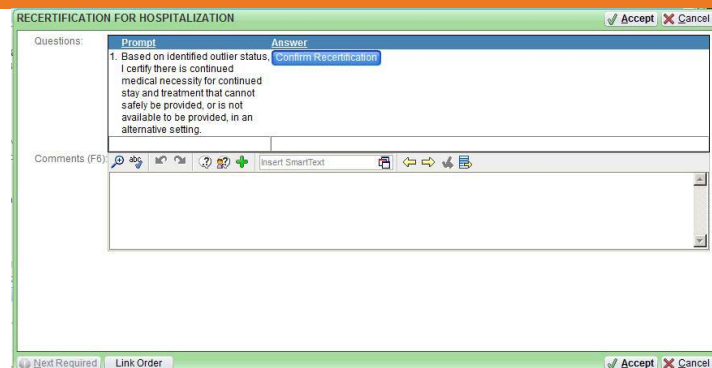 RECERTIFICATION FOR HOSPITALIZATION
Accept Cancel
Questions:
Prompt Answer
1. Based on identified outlier status, Confirm Recertification
I certify there is continued
medical necessity for continued
stay and treatment that cannot
safely be provided, or is not
available to be provided, in an
alternative setting.
Comments (F6):
abc
Insert SmartText
Next Required Link Order
Accept Cancel